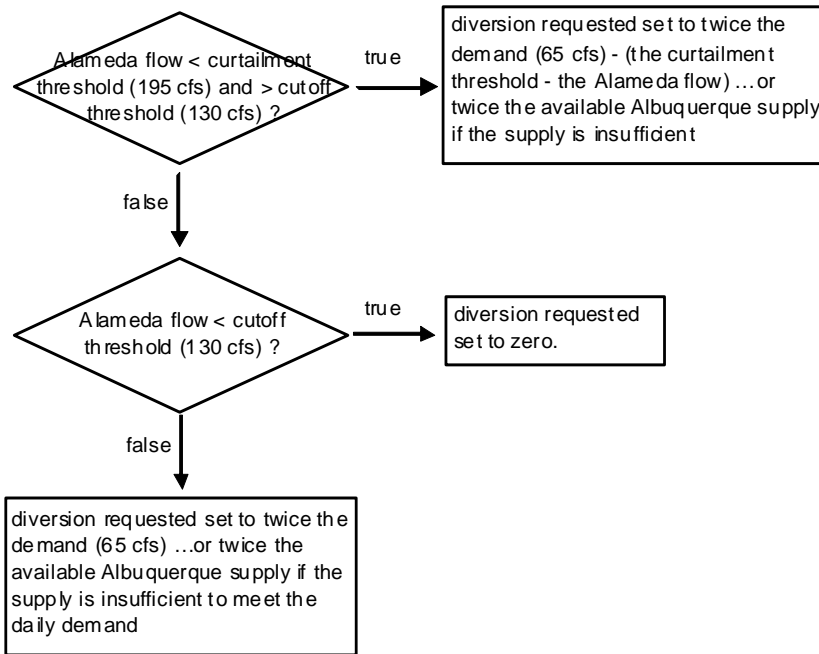 Alameda flow < curtailment
threshold (195 cfs) and > cutoff
threshold (130 cfs) ?
true
diversion requested set to twice the
demand (65 cfs) - (the curtailment
threshold - the Alameda flow) ...or
twice the available Albuquerque supply
if the supply is insufficient
false
Alameda flow < cutoff
threshold (130 cfs) ?
true
diversion requested
set to zero.
false
diversion requested set to twice the
demand (65 cfs) ...or twice the
available Albuquerque supply if the
supply is insufficient to meet the
daily demand